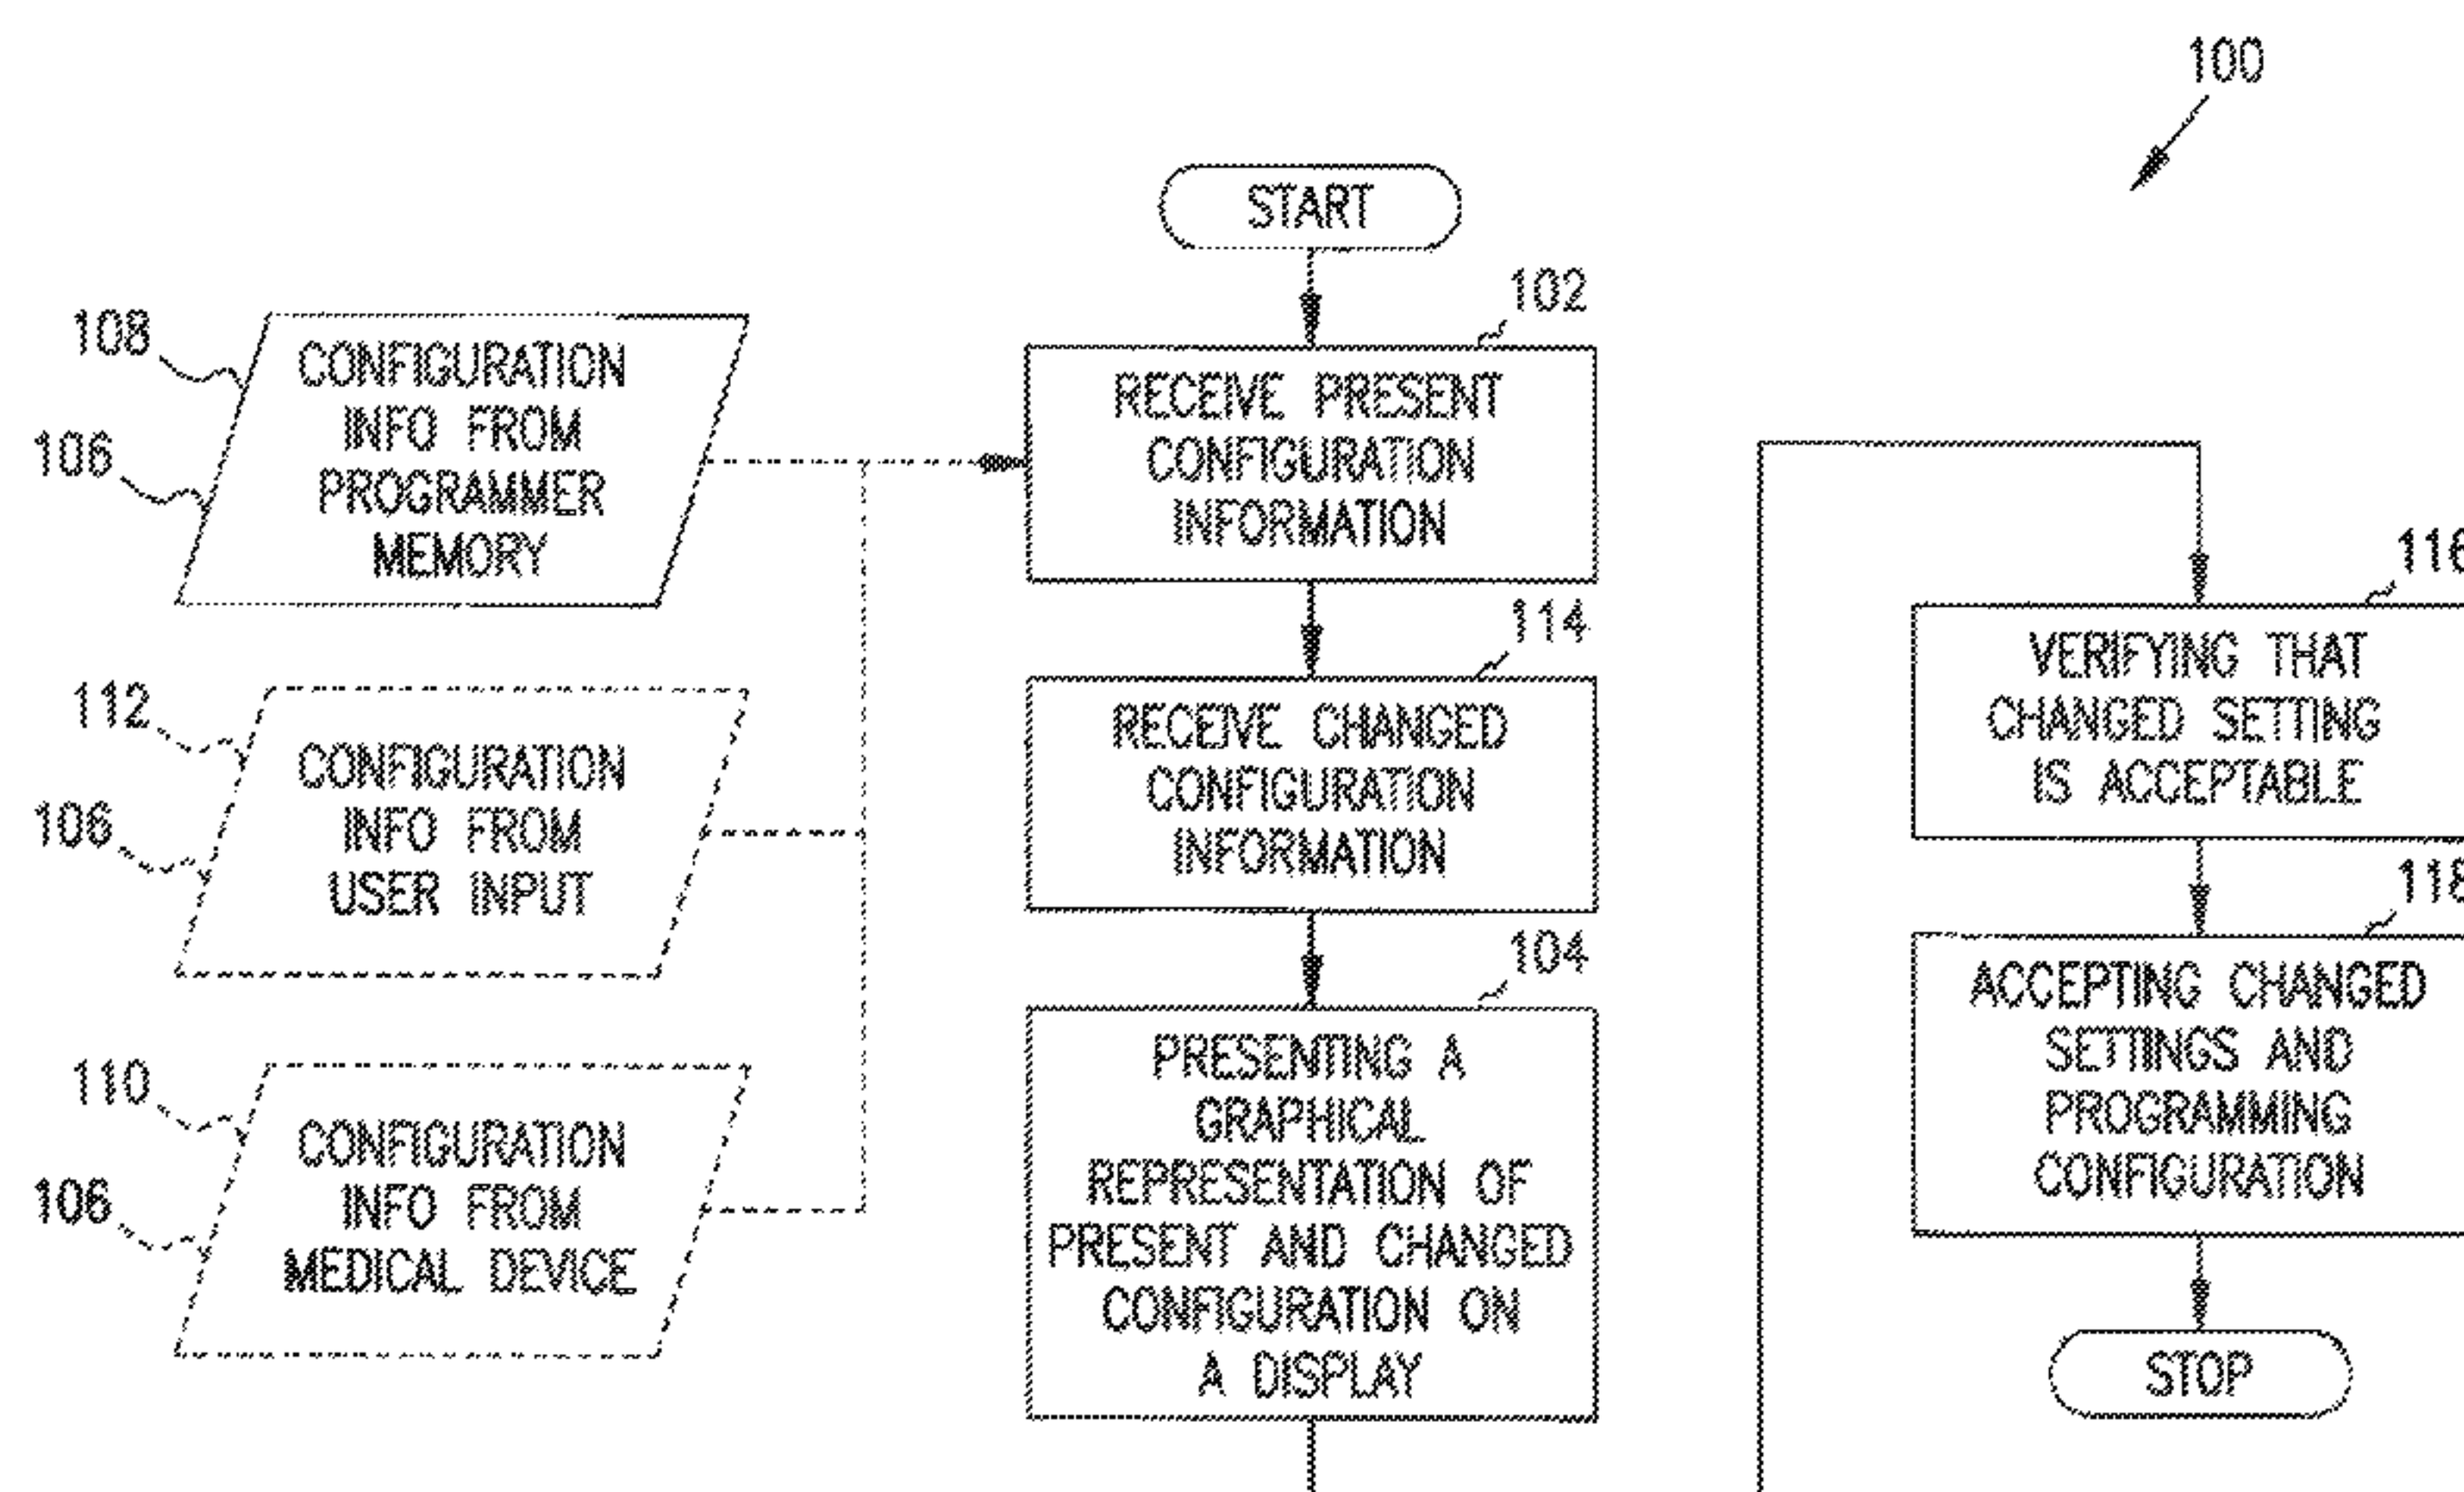 100
START
108
106
CONFIGURATION
INFO FROM
PROGRAMMER
MEMORY
102
RECEIVE PRESENT
CONFIGURATION
INFORMATION
112
106
CONFIGURATION
INFO FROM
USER INPUT
114
RECEIVE CHANGED
CONFIGURATION
INFORMATION
110
106
CONFIGURATION
INFO FROM
MEDICAL DEVICE
104
PRESENTING A
GRAPHICAL
REPRESENTATION OF
PRESENT AND CHANGED
CONFIGURATION ON
A DISPLAY
116
VERIFYING THAT
CHANGED SETTING
IS ACCEPTABLE
118
ACCEPTING CHANGED
SETTINGS AND
PROGRAMMING
CONFIGURATION
STOP